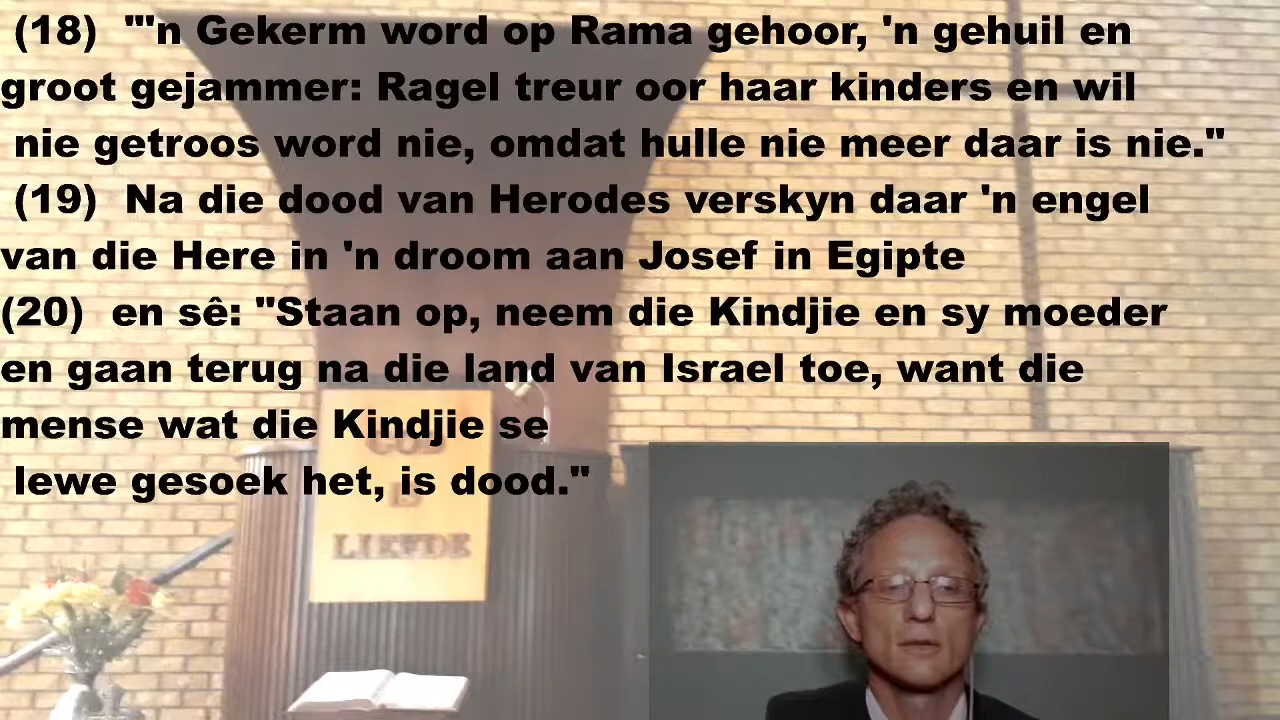 (18) "'n Gekerm word op Rama gehoor, 'n gehuil en
groot gejammer: Ragel treur oor haar kinders en wil
nie getroos word nie, omdat hulle nie meer daar is nie."
(19) Na die dood van Herodes verskyn daar 'n engel
van die Here in 'n droom aan Josef in Egipte
(20) en sê: "Staan op, neem die Kindjie en sy moeder
en gaan terug na die land van Israel toe, want die
mense wat die Kindjie se
lewe gesoek het, is dood."
GOD
IS
LIEFDE